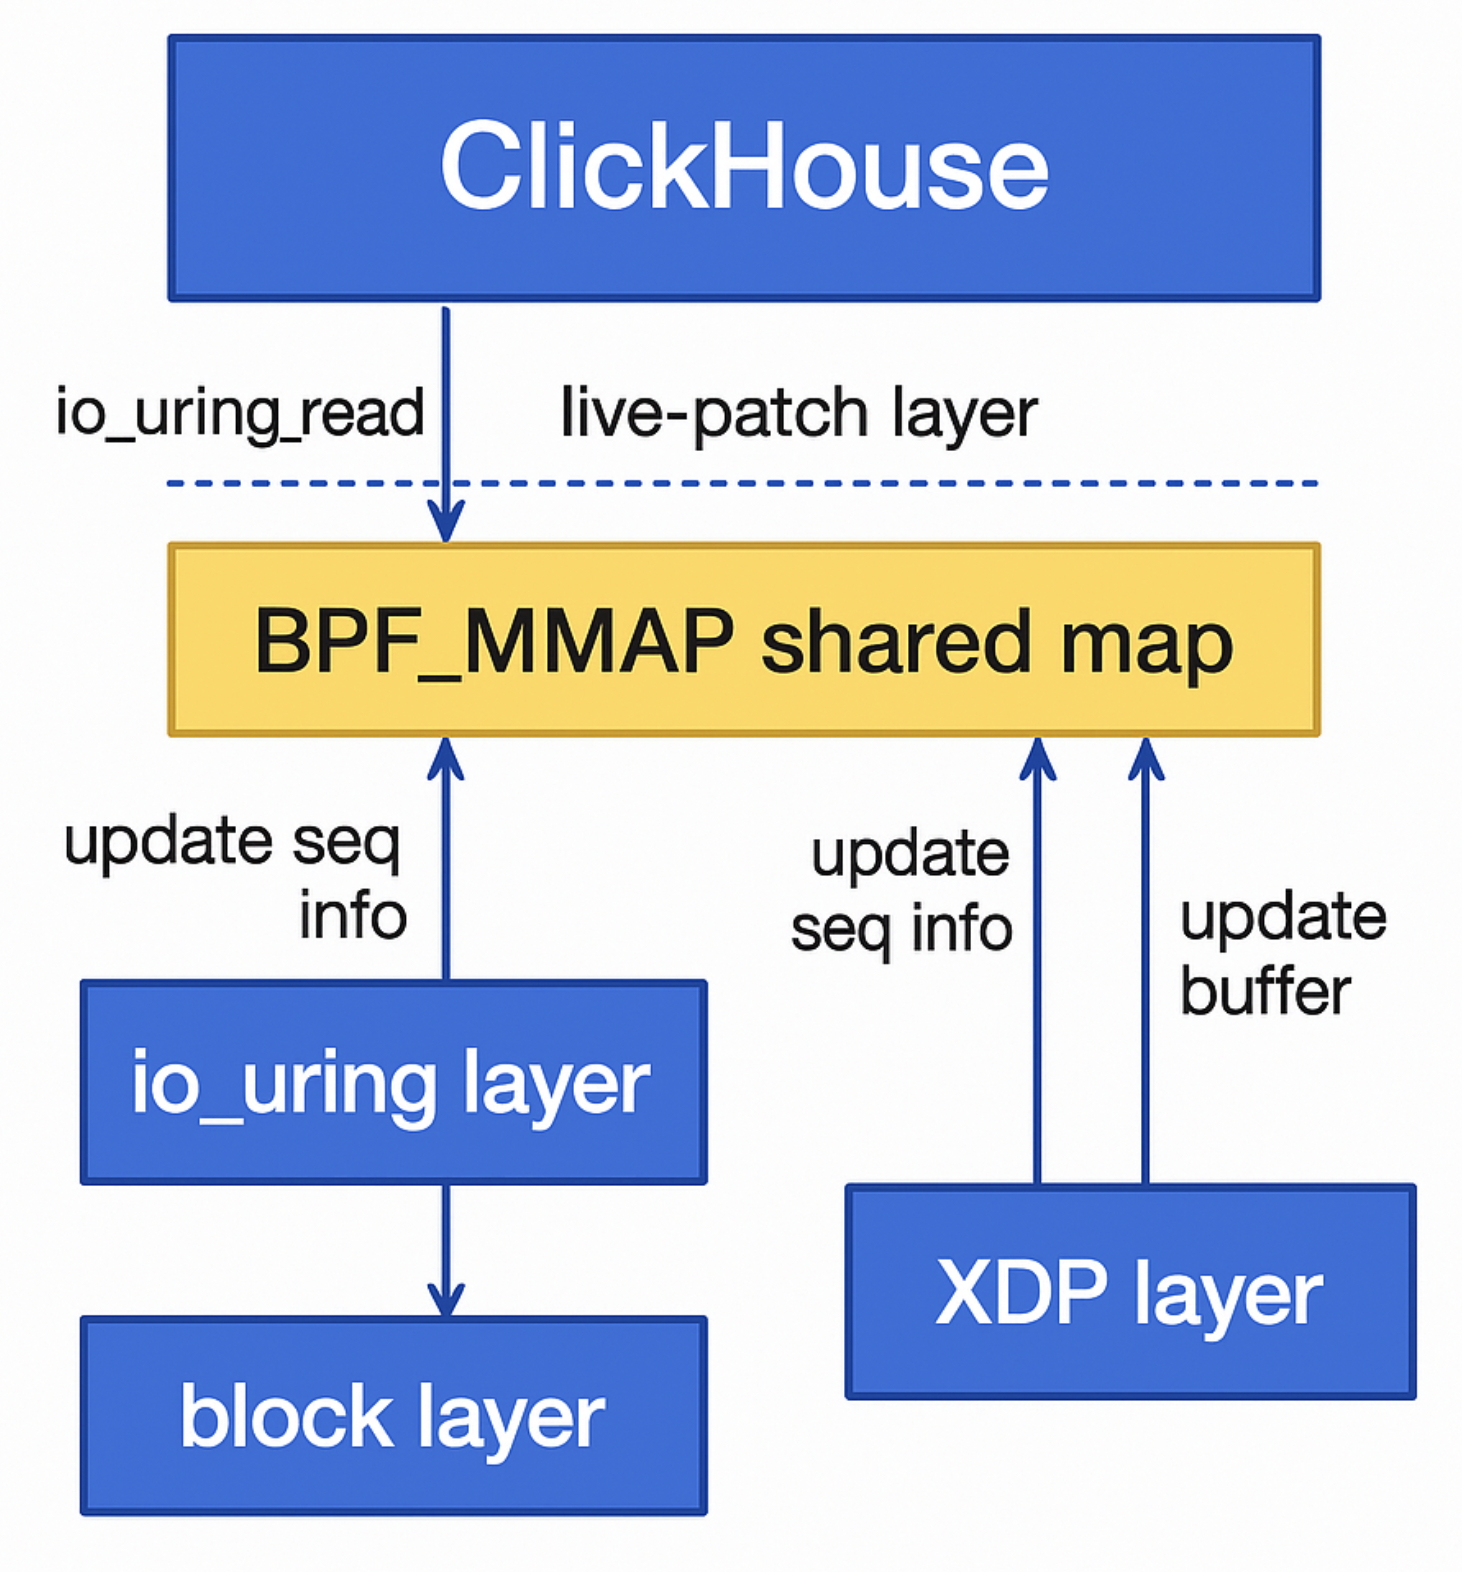 ClickHouse
io_uring_read
live-patch layer
BPF_MMAP shared map
update seq
info
update
seq info
update
buffer
io_uring layer
XDP layer
block layer